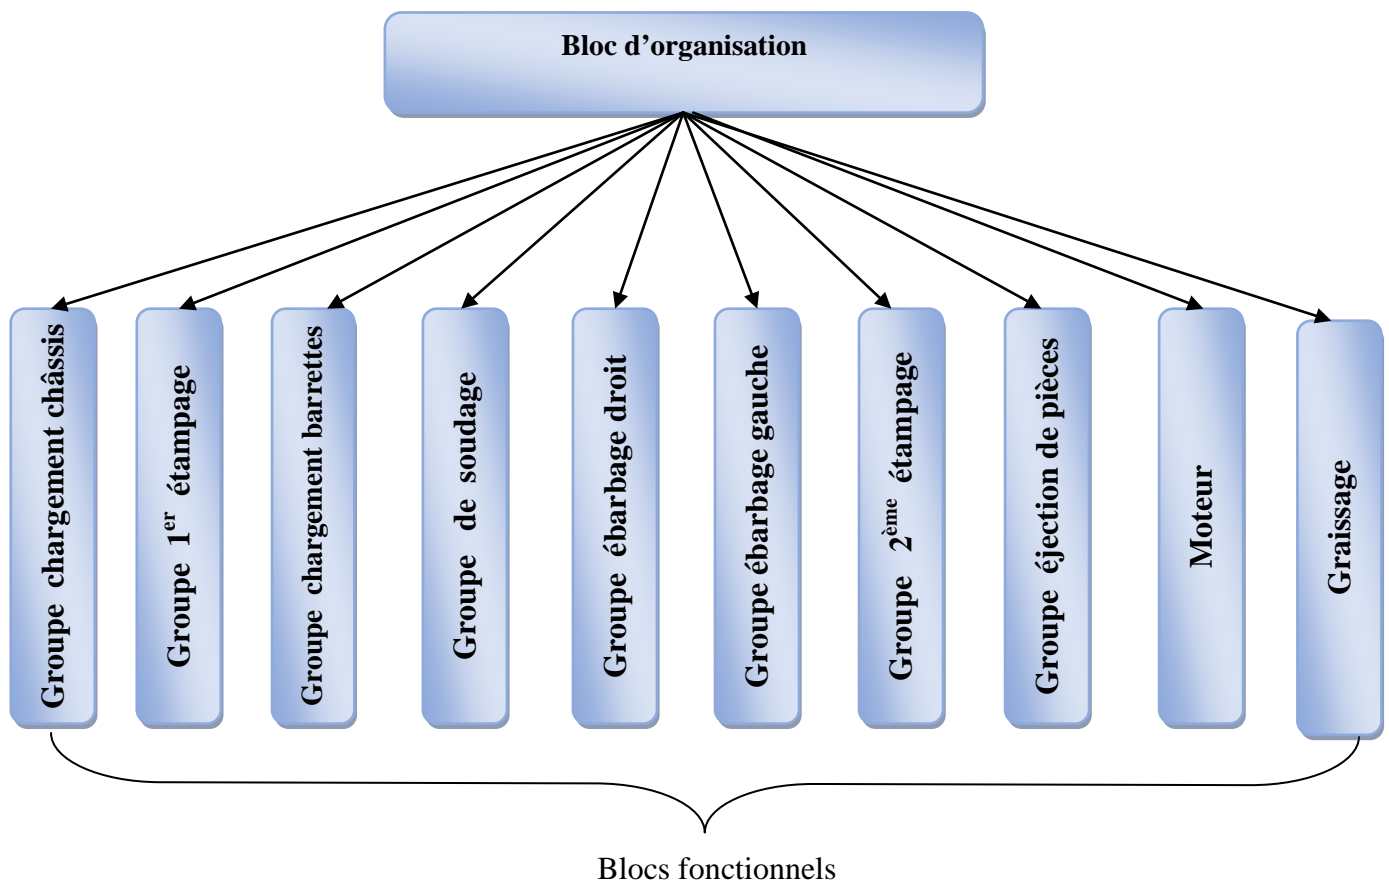 Bloc d’organisation
Groupe chargement châssis
Groupe 1er étampage
Groupe chargement barrettes
Groupe de soudage
Groupe ébarbage droit
Groupe ébarbage gauche
Groupe 2ème étampage
Groupe éjection de pièces
Moteur
Graissage
Blocs fonctionnels